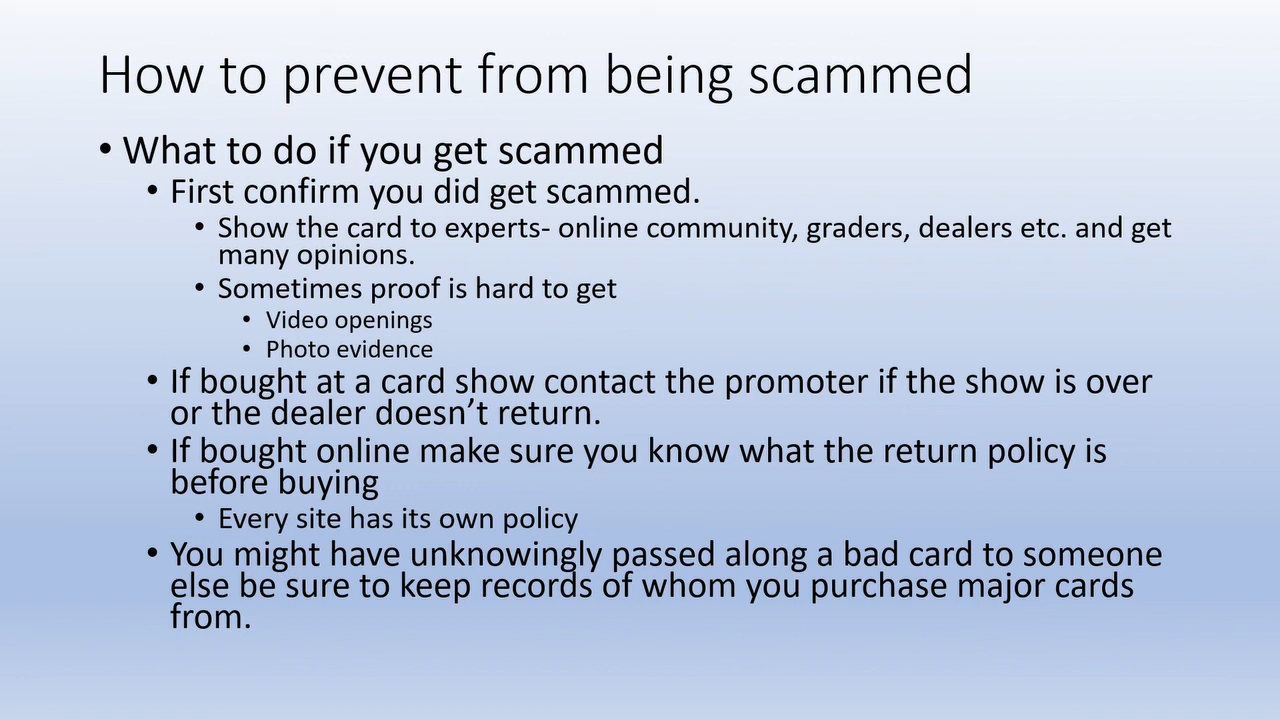 How to prevent from being scammed
• What to do if you get scammed
• First confirm you did get scammed.
• Show the card to experts- online community, graders, dealers etc. and get
many opinions.
• Sometimes proof is hard to get
• Video openings
• Photo evidence
• If bought at a card show contact the promoter if the show is over
or the dealer doesn’t return.
• If bought online make sure you know what the return policy is
before buying
• Every site has its own policy
• You might have unknowingly passed along a bad card to someone
else be sure to keep records of whom you purchase major cards
from.